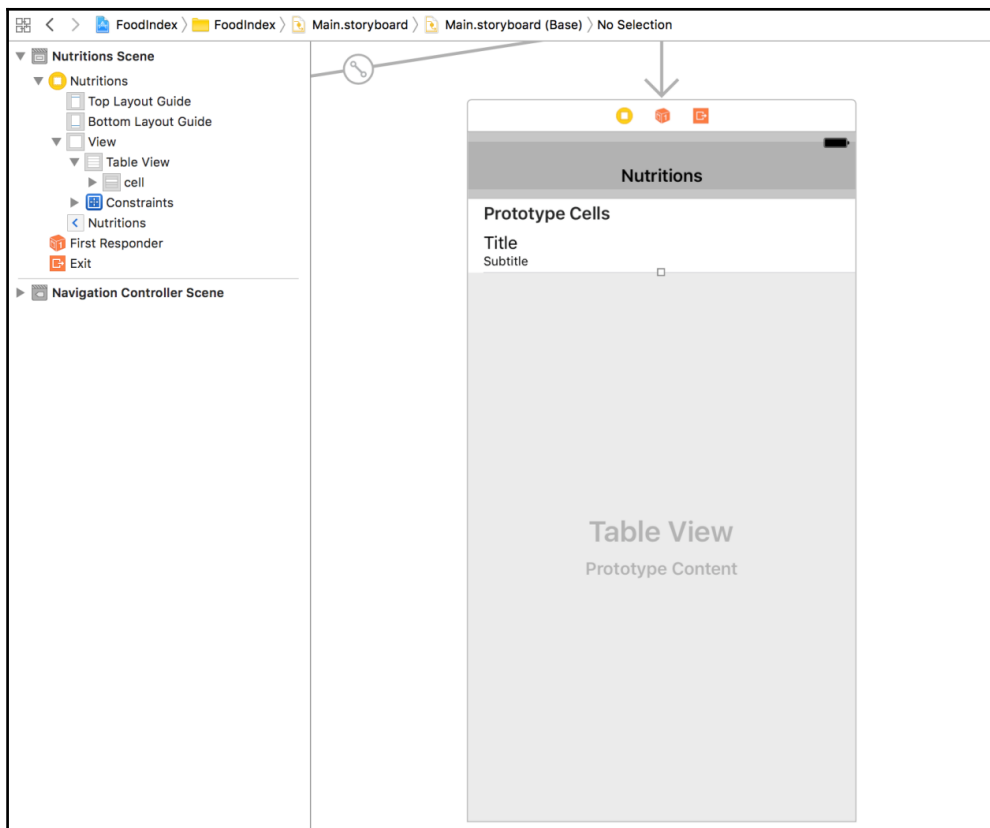 FoodIndex FoodIndex Main.storyboard Main.storyboard (Base) No Selection
Nutritions Scene
Nutritions
Top Layout Guide
Bottom Layout Guide
View
Table View
cell
Constraints
Nutritions
First Responder
Exit
Navigation Controller Scene
Nutritions
Prototype Cells
Title
Subtitle
Table View
Prototype Content